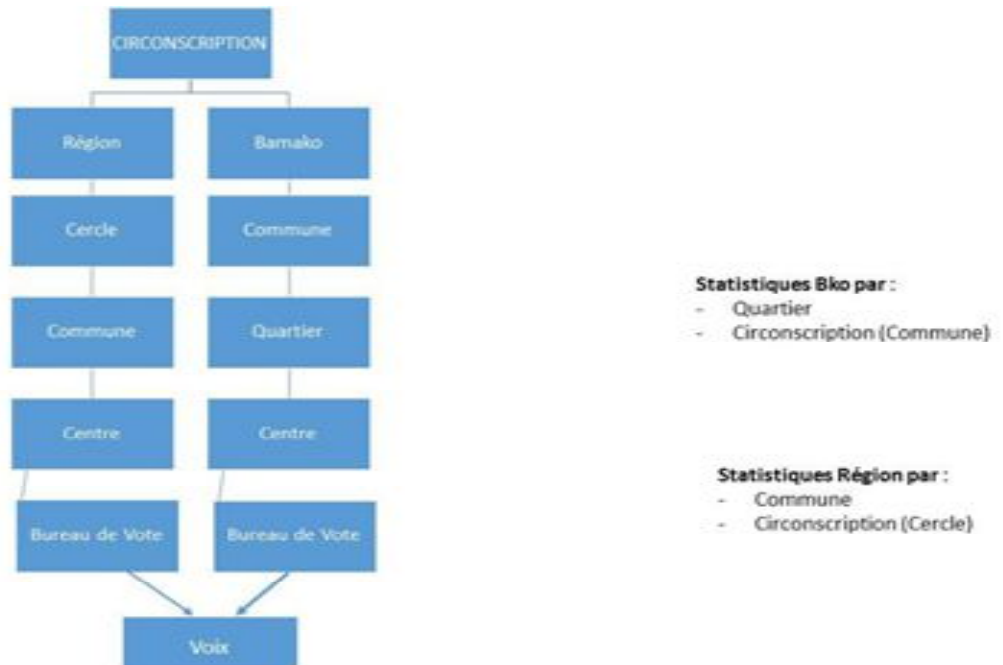 CIRCONSCRIPTION
Région
Bamako
Cercle
Commune
Commune
Quartier
Centre
Centre
Bureau de Vote
Bureau de Vote
Voix
Statistiques Bko par :
- Quartier
- Circonscription (Commune)
Statistiques Région par :
- Commune
- Circonscription (Cercle)